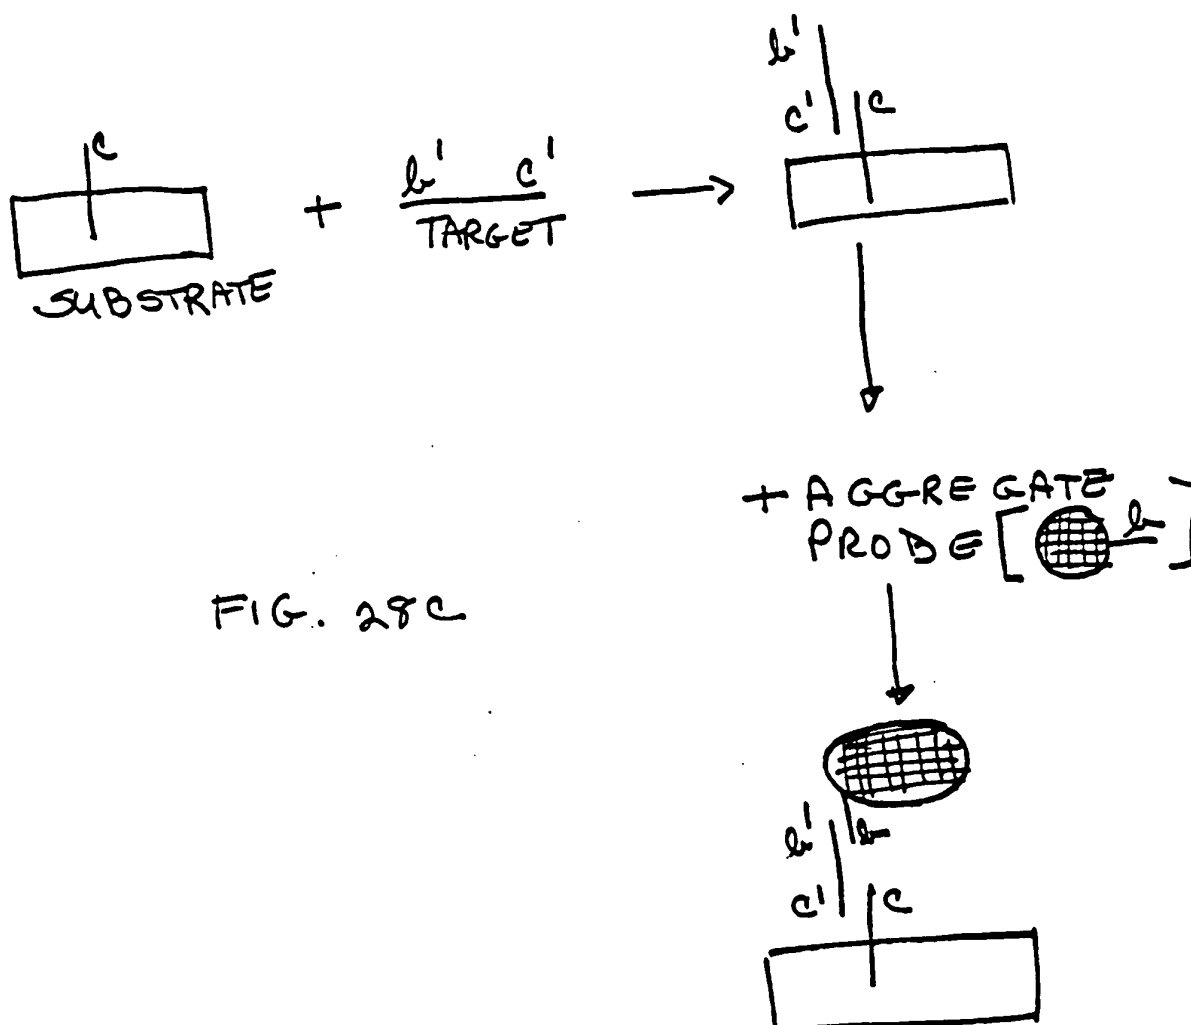 b'
c' c
c
+ b' c' →
TARGET
SUBSTRATE
+ AGGREGATE
PROBE [ b ]
FIG. 28C
b' b
c' c